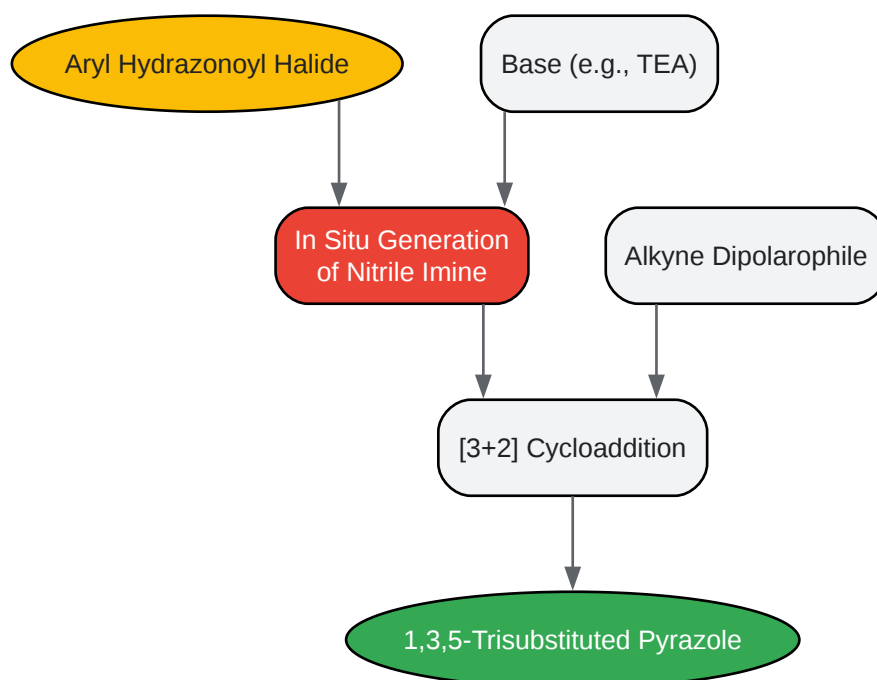 Aryl Hydrazonoyl Halide
Base (e.g., TEA)
In Situ Generation
of Nitrile Imine
Alkyne Dipolarophile
[3+2] Cycloaddition
1,3,5-Trisubstituted Pyrazole